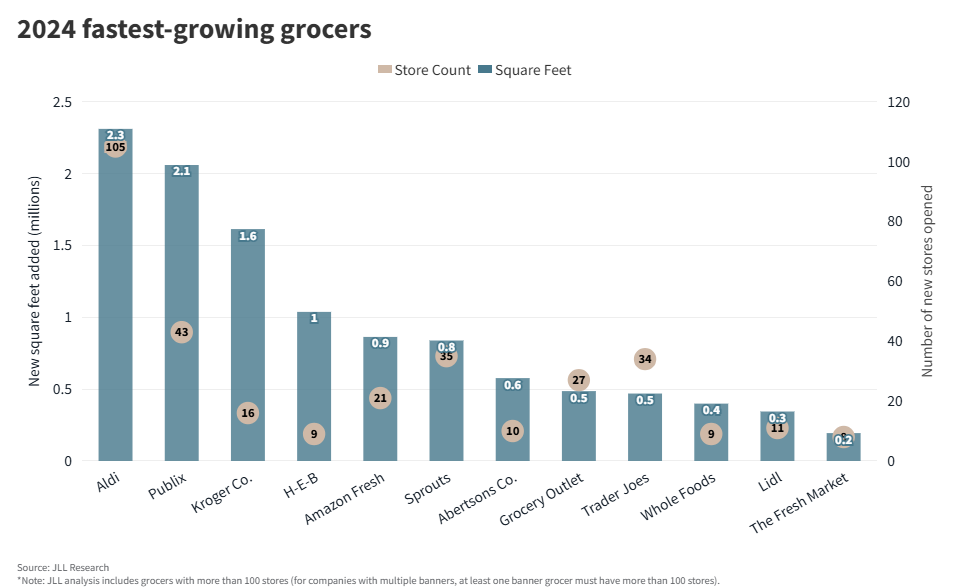 2024 fastest-growing grocers
Store Count Square Feet
New square feet added (millions)
2.5
2
1.5
1
0.5
0
Number of new stores opened
120
100
80
60
40
20
0
2.3
105
2.1
43
1.6
16
1
9
0.9
21
0.8
35
0.6
10
27
0.5
34
0.5
0.4
9
0.3
11
0.2
Aldi
Publix
Kroger Co.
H-E-B
Amazon Fresh
Sprouts
Abertsons Co.
Grocery Outlet
Trader Joes
Whole Foods
Lidl
The Fresh Market
Source: JLL Research
*Note: JLL analysis includes grocers with more than 100 stores (for companies with multiple banners, at least one banner grocer must have more than 100 stores).